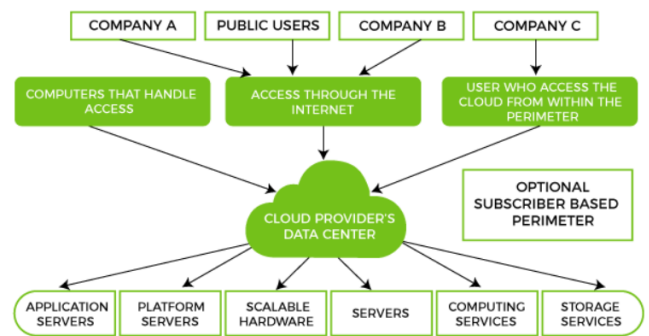 COMPANY A
PUBLIC USERS
COMPANY B
COMPANY C
COMPUTERS THAT HANDLE
ACCESS
ACCESS THROUGH THE
INTERNET
USER WHO ACCESS THE
CLOUD FROM WITHIN THE
PERIMETER
CLOUD PROVIDER'S
DATA CENTER
OPTIONAL
SUBSCRIBER BASED
PERIMETER
APPLICATION
SERVERS
PLATFORM
SERVERS
SCALABLE
HARDWARE
SERVERS
COMPUTING
SERVICES
STORAGE
SERVICES